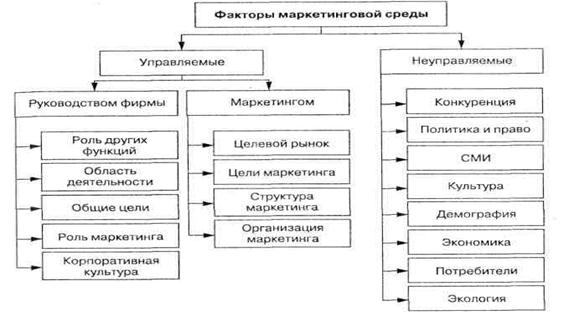 Факторы маркетинговой среды
Управляемые
Неуправляемые
Руководством фирмы
Маркетингом
Роль других
функций
Область
деятельности
Общие цели
Роль маркетинга
Корпоративная
культура
Целевой рынок
Цели маркетинга
Структура
маркетинга
Организация
маркетинга
Конкуренция
Политика и право
СМИ
Культура
Демография
Экономика
Потребители
Экология